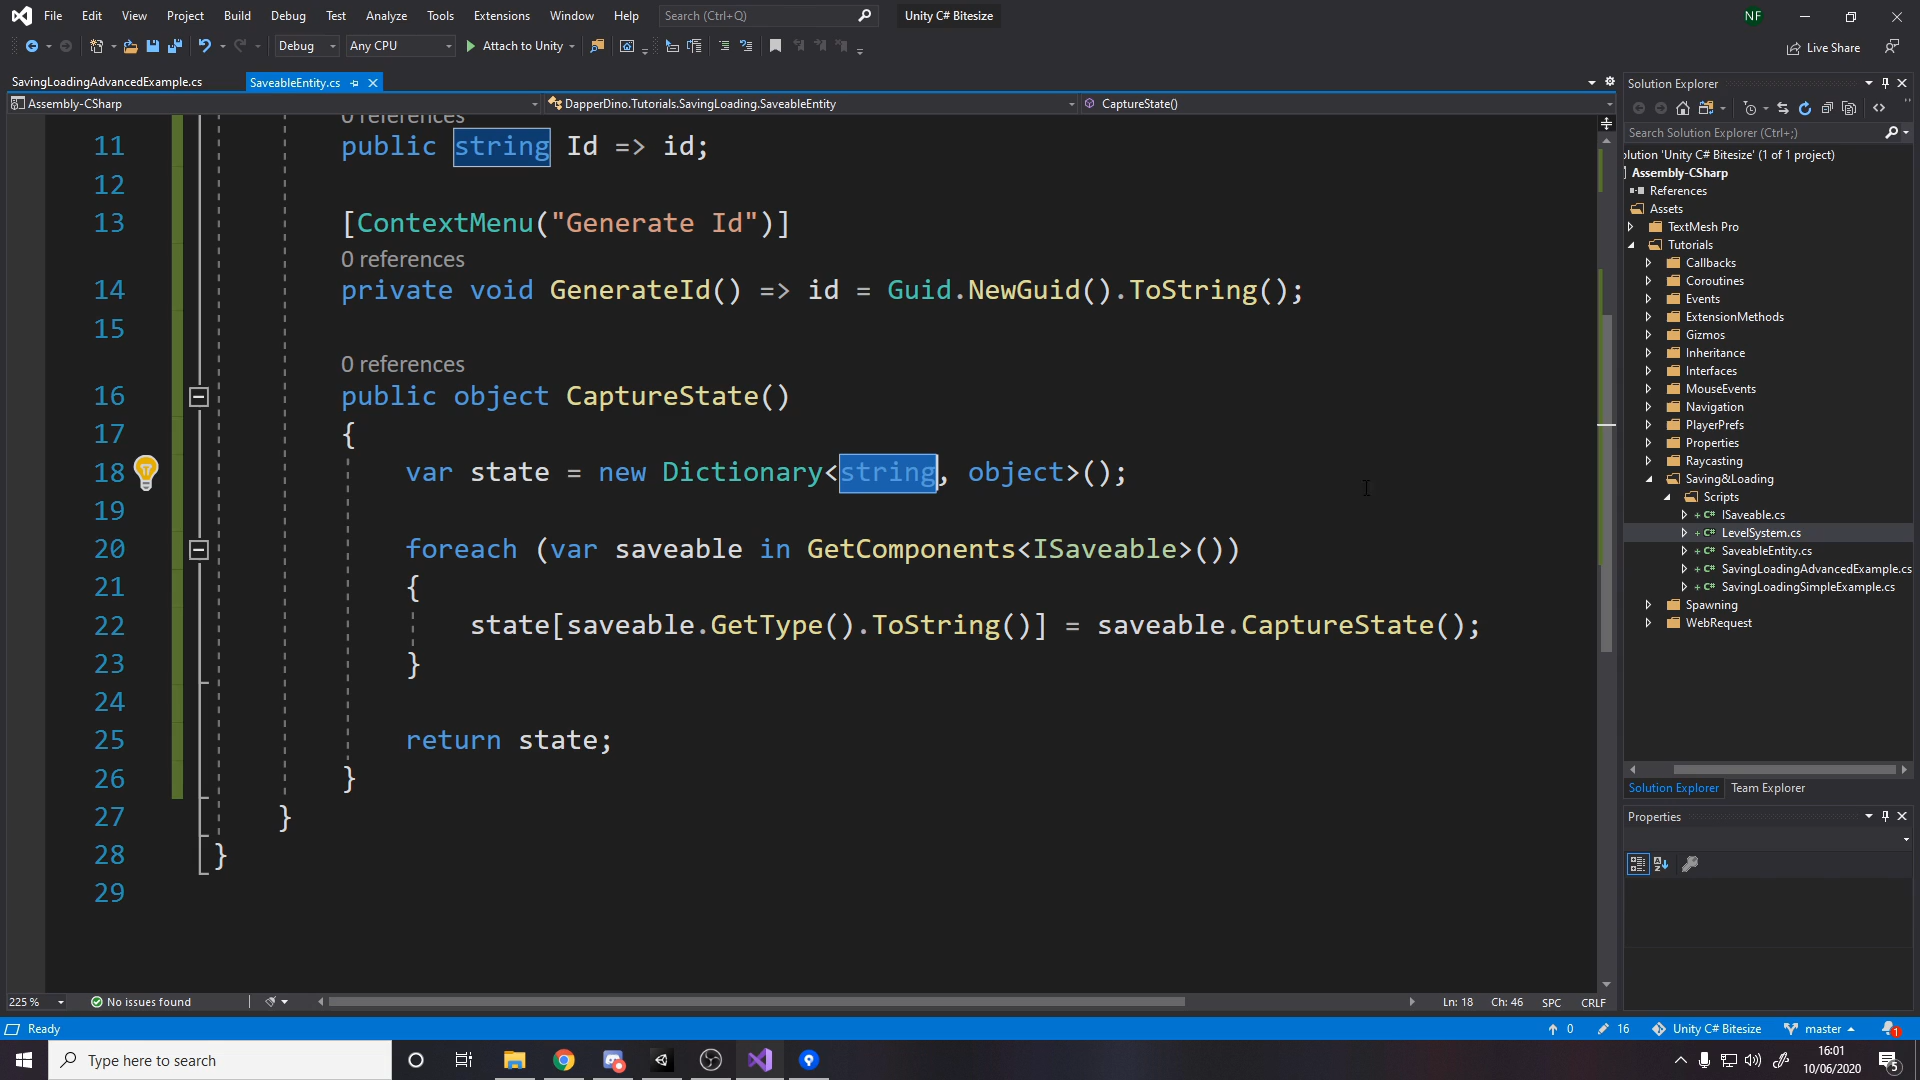 File Edit View Project Build Debug Test Analyze Tools Extensions Window Help Search (Ctrl+Q) Unity C# Bitesize NF
Debug Any CPU Attach to Unity Live Share
SavingLoadingAdvancedExample.cs SaveableEntity.cs
Assembly-CSharp DapperDino.Tutorials.SavingLoading.SaveableEntity CaptureState()
0 references
11 public string Id => id;
12
13 [ContextMenu("Generate Id")]
0 references
14 private void GenerateId() => id = Guid.NewGuid().ToString();
15
0 references
16 public object CaptureState()
17 {
18 var state = new Dictionary<string, object>();
19
20 foreach (var saveable in GetComponents<ISaveable>())
21 {
22 state[saveable.GetType().ToString()] = saveable.CaptureState();
23 }
24
25 return state;
26 }
27 }
28 }
29
225 % No issues found Ln: 18 Ch: 46 SPC CRLF
Solution Explorer
Search Solution Explorer (Ctrl+;)
olution 'Unity C# Bitesize' (1 of 1 project)
Assembly-CSharp
References
Assets
TextMesh Pro
Tutorials
Callbacks
Coroutines
Events
ExtensionMethods
Gizmos
Inheritance
Interfaces
MouseEvents
Navigation
PlayerPrefs
Properties
Raycasting
Saving&Loading
Scripts
+ C# ISaveable.cs
+ C# LevelSystem.cs
+ C# SaveableEntity.cs
+ C# SavingLoadingAdvancedExample.cs
+ C# SavingLoadingSimpleExample.cs
Spawning
WebRequest
Solution Explorer Team Explorer
Properties
Ready 0 16 Unity C# Bitesize master 1
Type here to search 16:01
10/06/2020 5